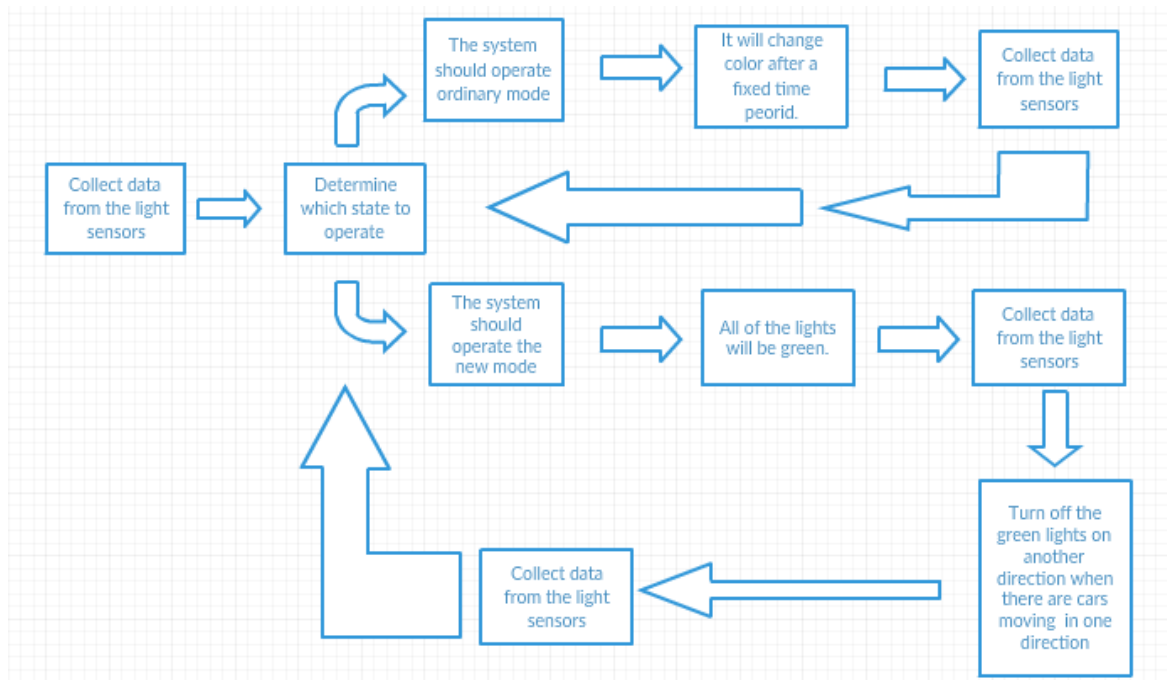 The system
should operate
ordinary mode
It will change
color after a
fixed time
peorid.
Collect data
from the light
sensors
Collect data
from the light
sensors
Determine
which state to
operate
The system
should
operate the
new mode
All of the lights
will be green.
Collect data
from the light
sensors
Turn off the
green lights on
another
direction when
there are cars
moving in one
direction
Collect data
from the light
sensors